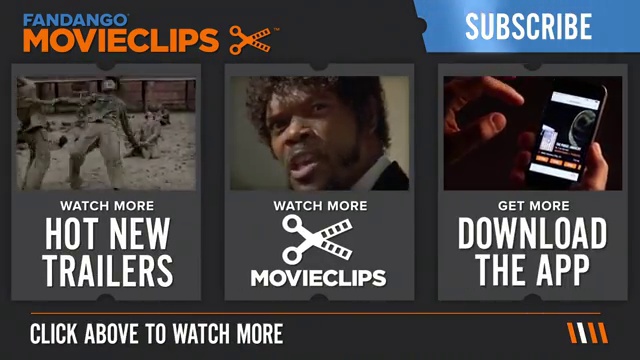 FANDANGO
MOVIECLIPS
SUBSCRIBE
WATCH MORE
HOT NEW
TRAILERS
WATCH MORE
MOVIECLIPS
GET MORE
DOWNLOAD
THE APP
CLICK ABOVE TO WATCH MORE